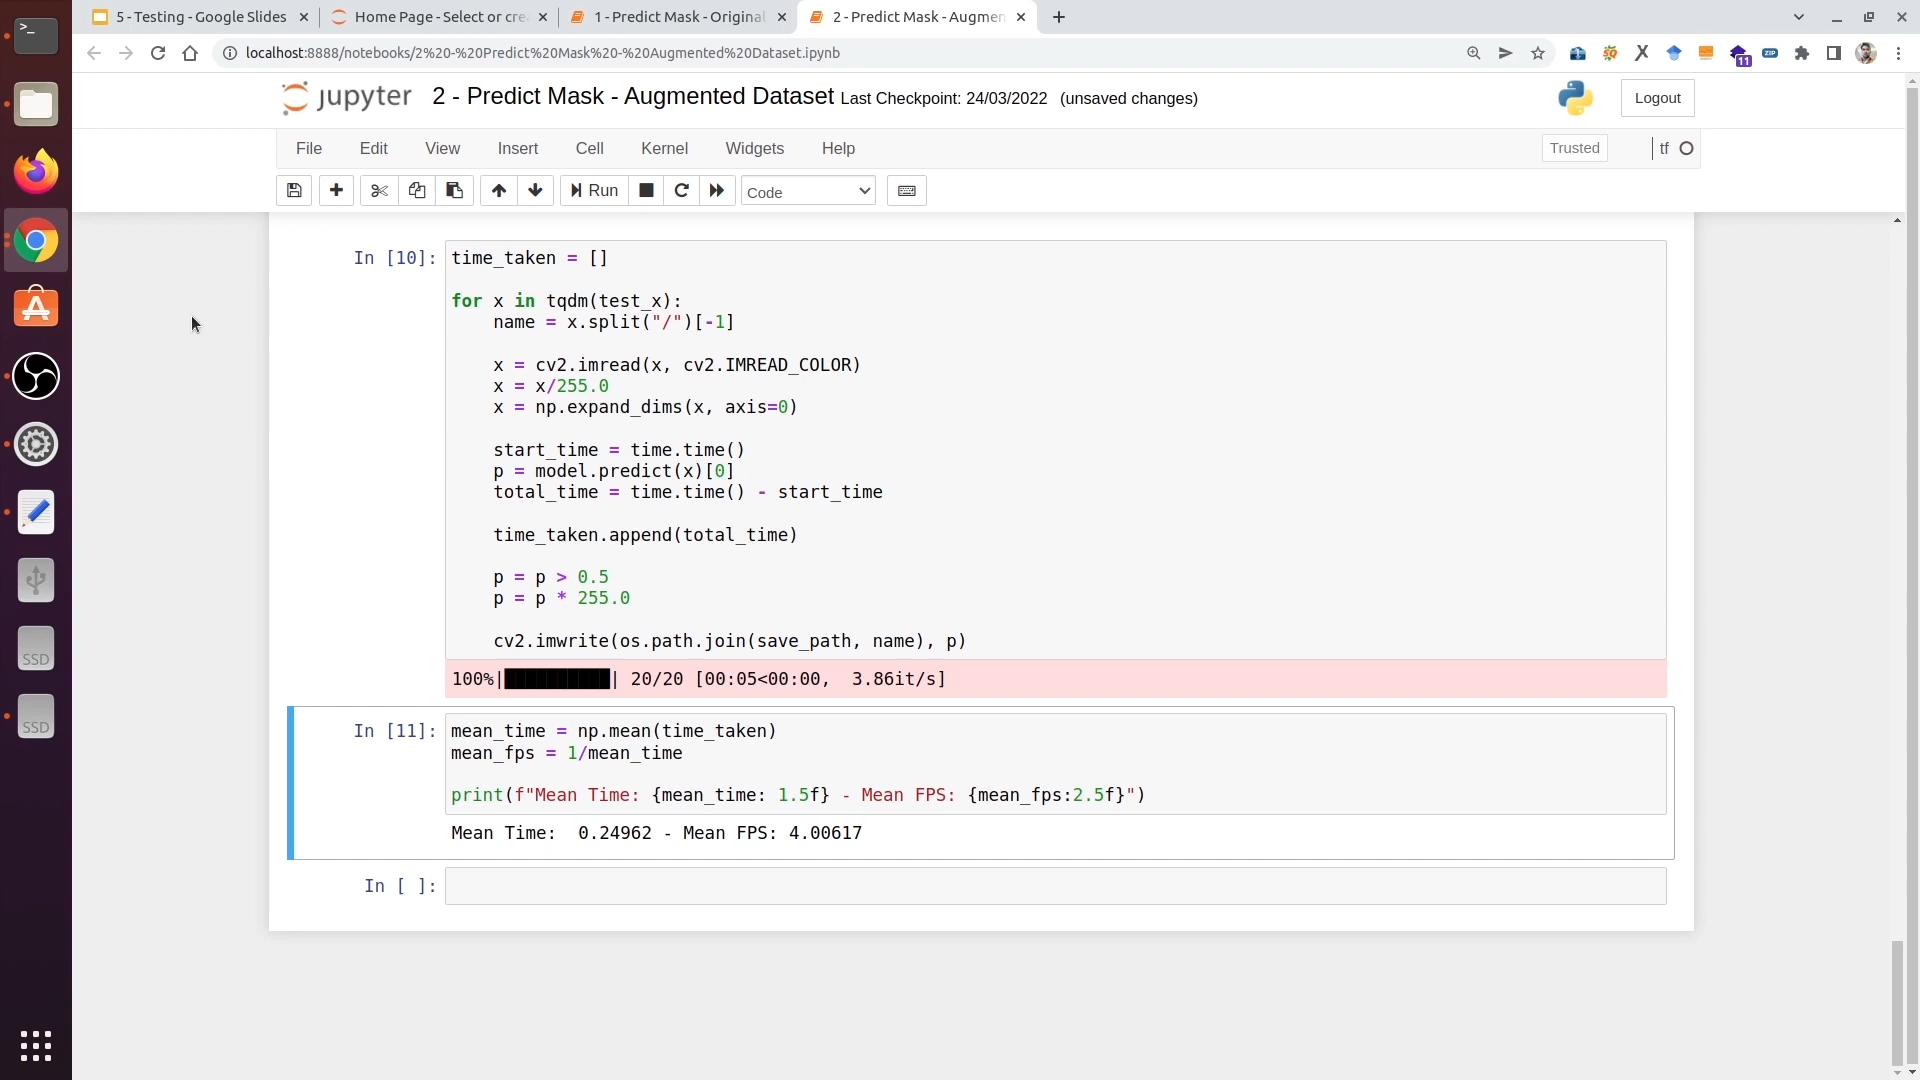 5 - Testing - Google Slides
Home Page - Select or cre
1 - Predict Mask - Original
2 - Predict Mask - Augmen
localhost:8888/notebooks/2%20-%20Predict%20Mask%20-%20Augmented%20Dataset.ipynb
11
ZIP
jupyter 2 - Predict Mask - Augmented Dataset Last Checkpoint: 24/03/2022 (unsaved changes)
Logout
File Edit View Insert Cell Kernel Widgets Help
Trusted
tf
Run
Code
In [10]:
time_taken = []
for x in tqdm(test_x):
    name = x.split("/")[-1]
    x = cv2.imread(x, cv2.IMREAD_COLOR)
    x = x/255.0
    x = np.expand_dims(x, axis=0)
    start_time = time.time()
    p = model.predict(x)[0]
    total_time = time.time() - start_time
    time_taken.append(total_time)
    p = p > 0.5
    p = p * 255.0
    cv2.imwrite(os.path.join(save_path, name), p)
100%|██████████| 20/20 [00:05<00:00,  3.86it/s]
In [11]:
mean_time = np.mean(time_taken)
mean_fps = 1/mean_time
print(f"Mean Time: {mean_time: 1.5f} - Mean FPS: {mean_fps:2.5f}")
Mean Time:  0.24962 - Mean FPS: 4.00617
In [ ]:
SSD
SSD